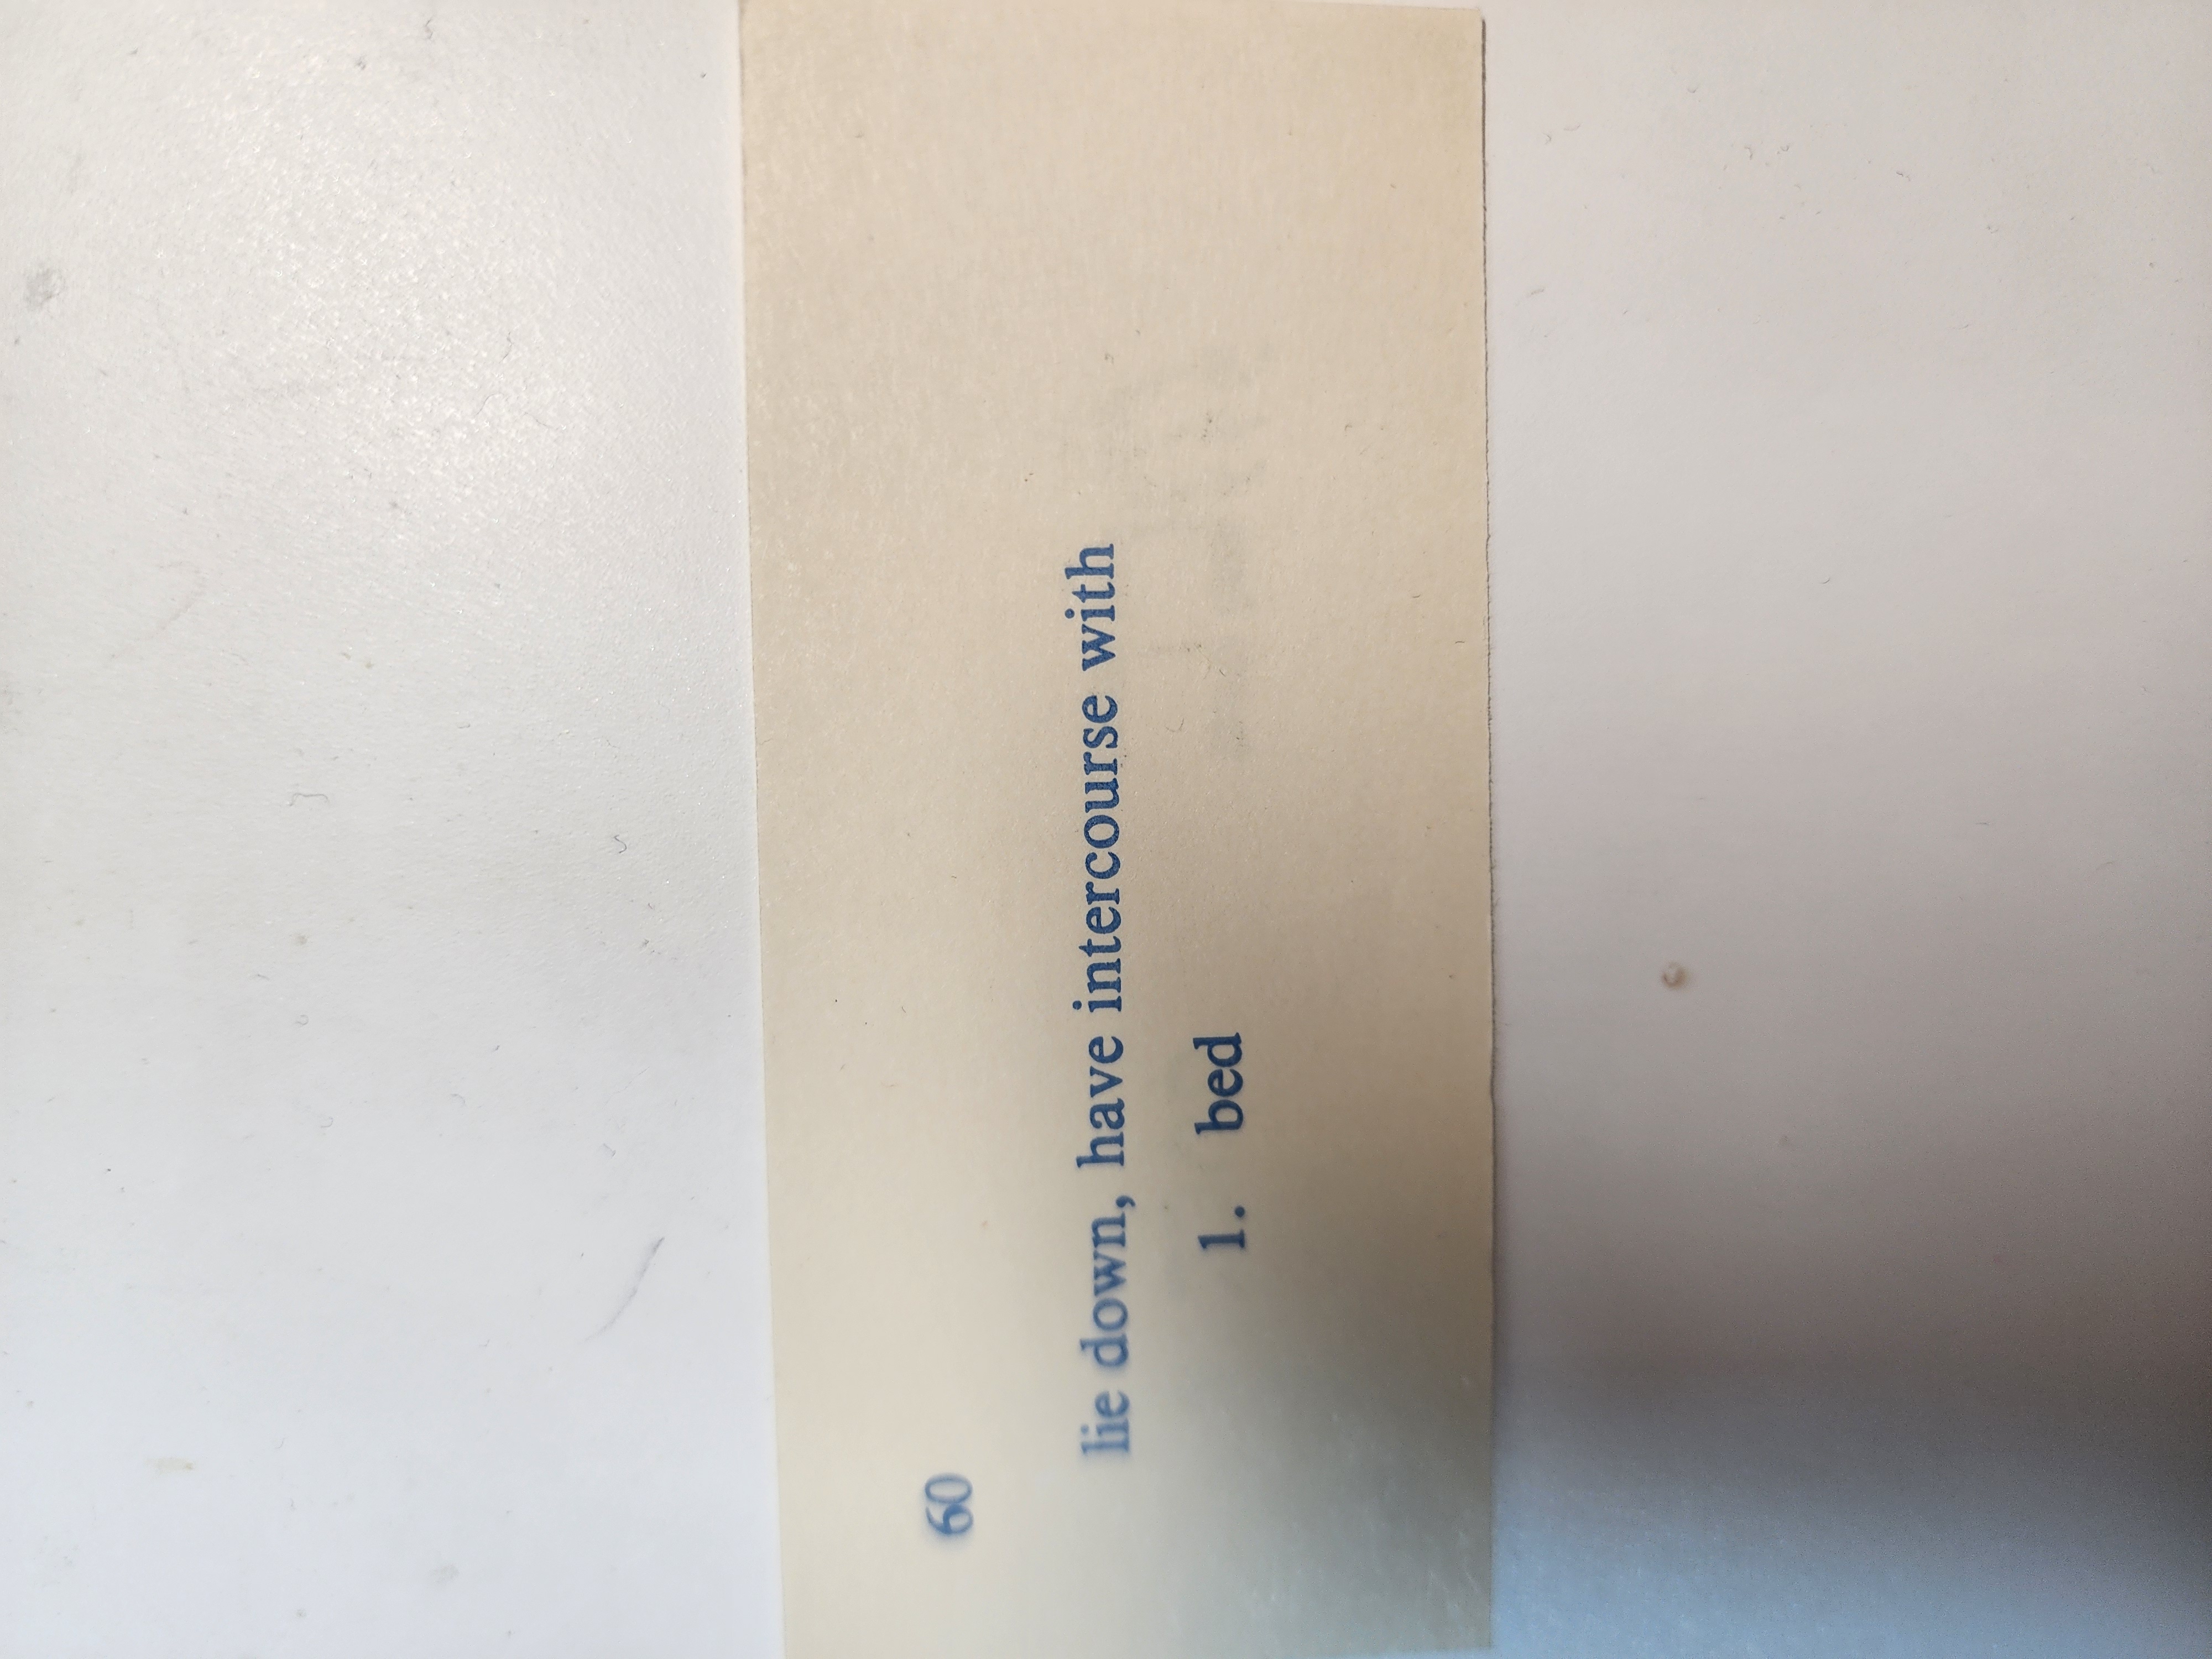 60
lie down, have intercourse with
1. bed